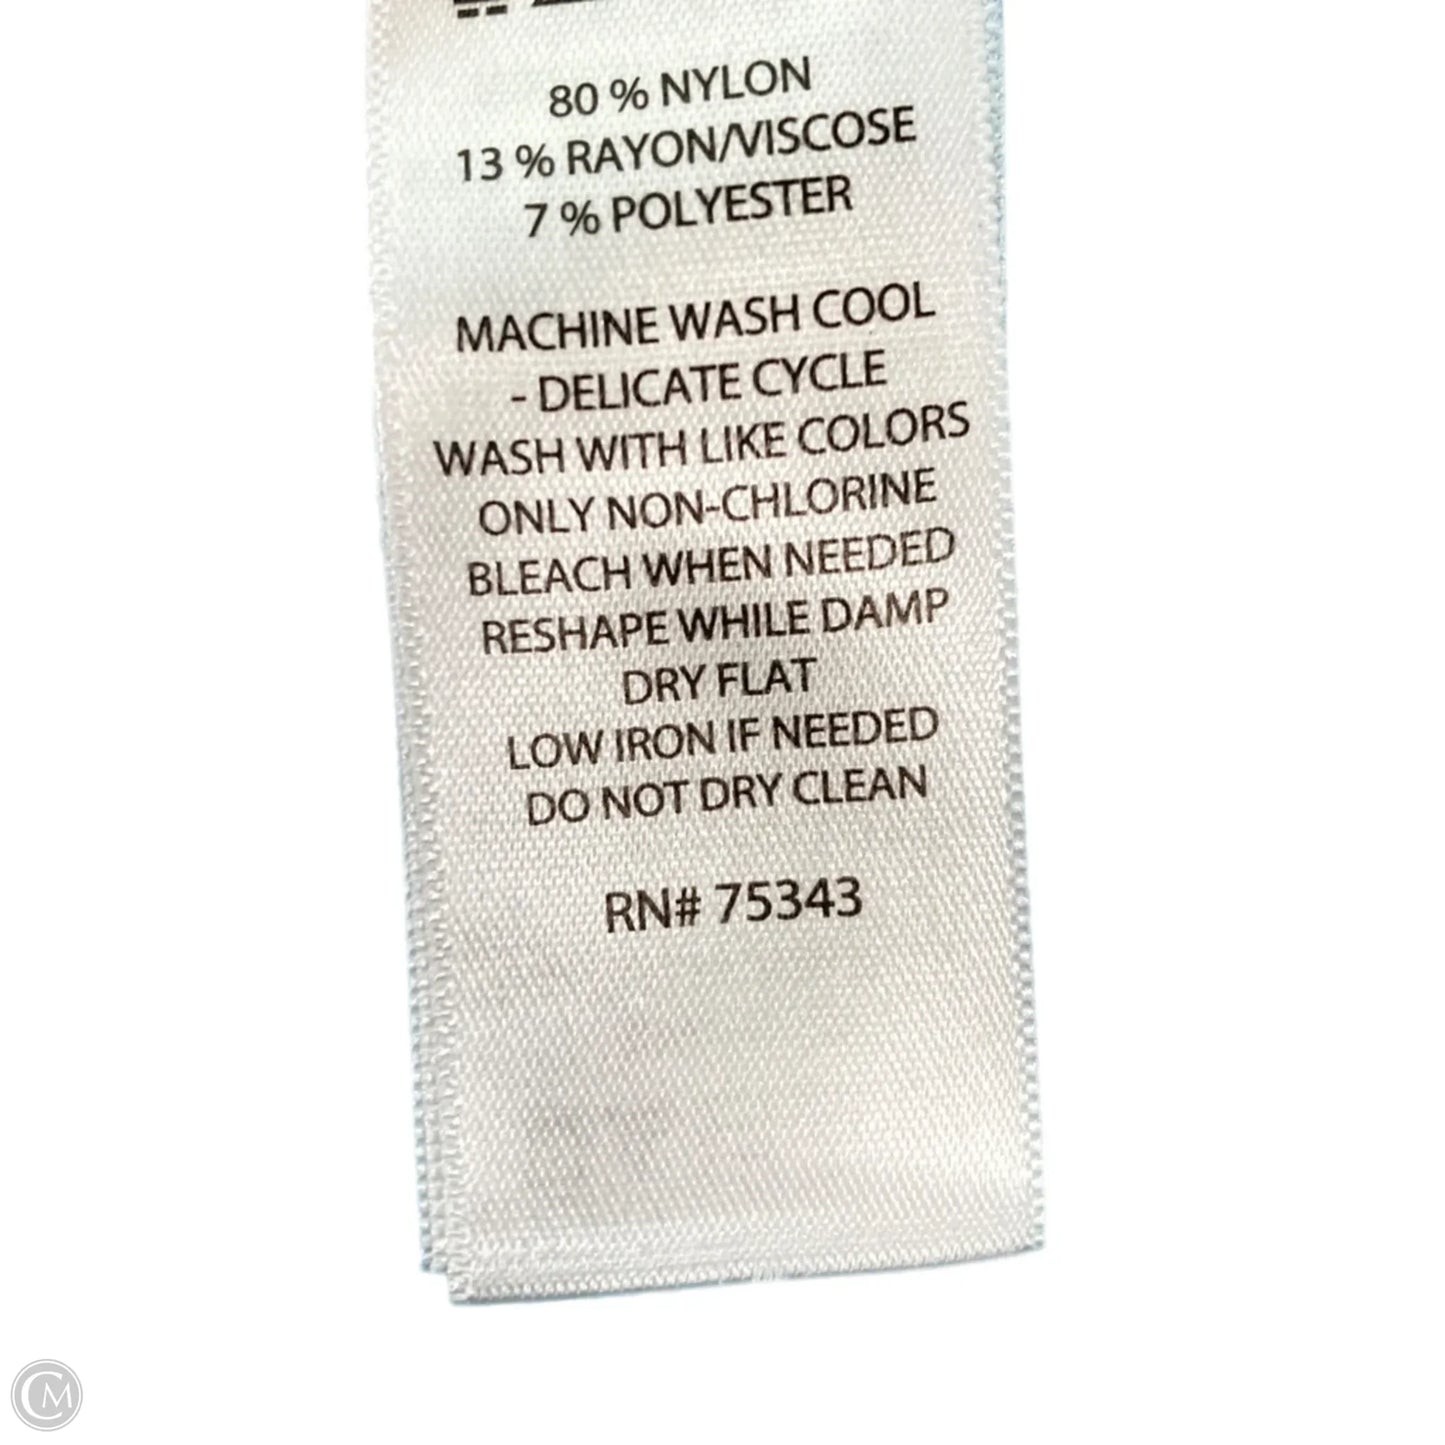 80 % NYLON
13 % RAYON/VISCOSE
7 % POLYESTER
MACHINE WASH COOL
- DELICATE CYCLE
WASH WITH LIKE COLORS
ONLY NON-CHLORINE
BLEACH WHEN NEEDED
RESHAPE WHILE DAMP
DRY FLAT
LOW IRON IF NEEDED
DO NOT DRY CLEAN
RN# 75343
CM